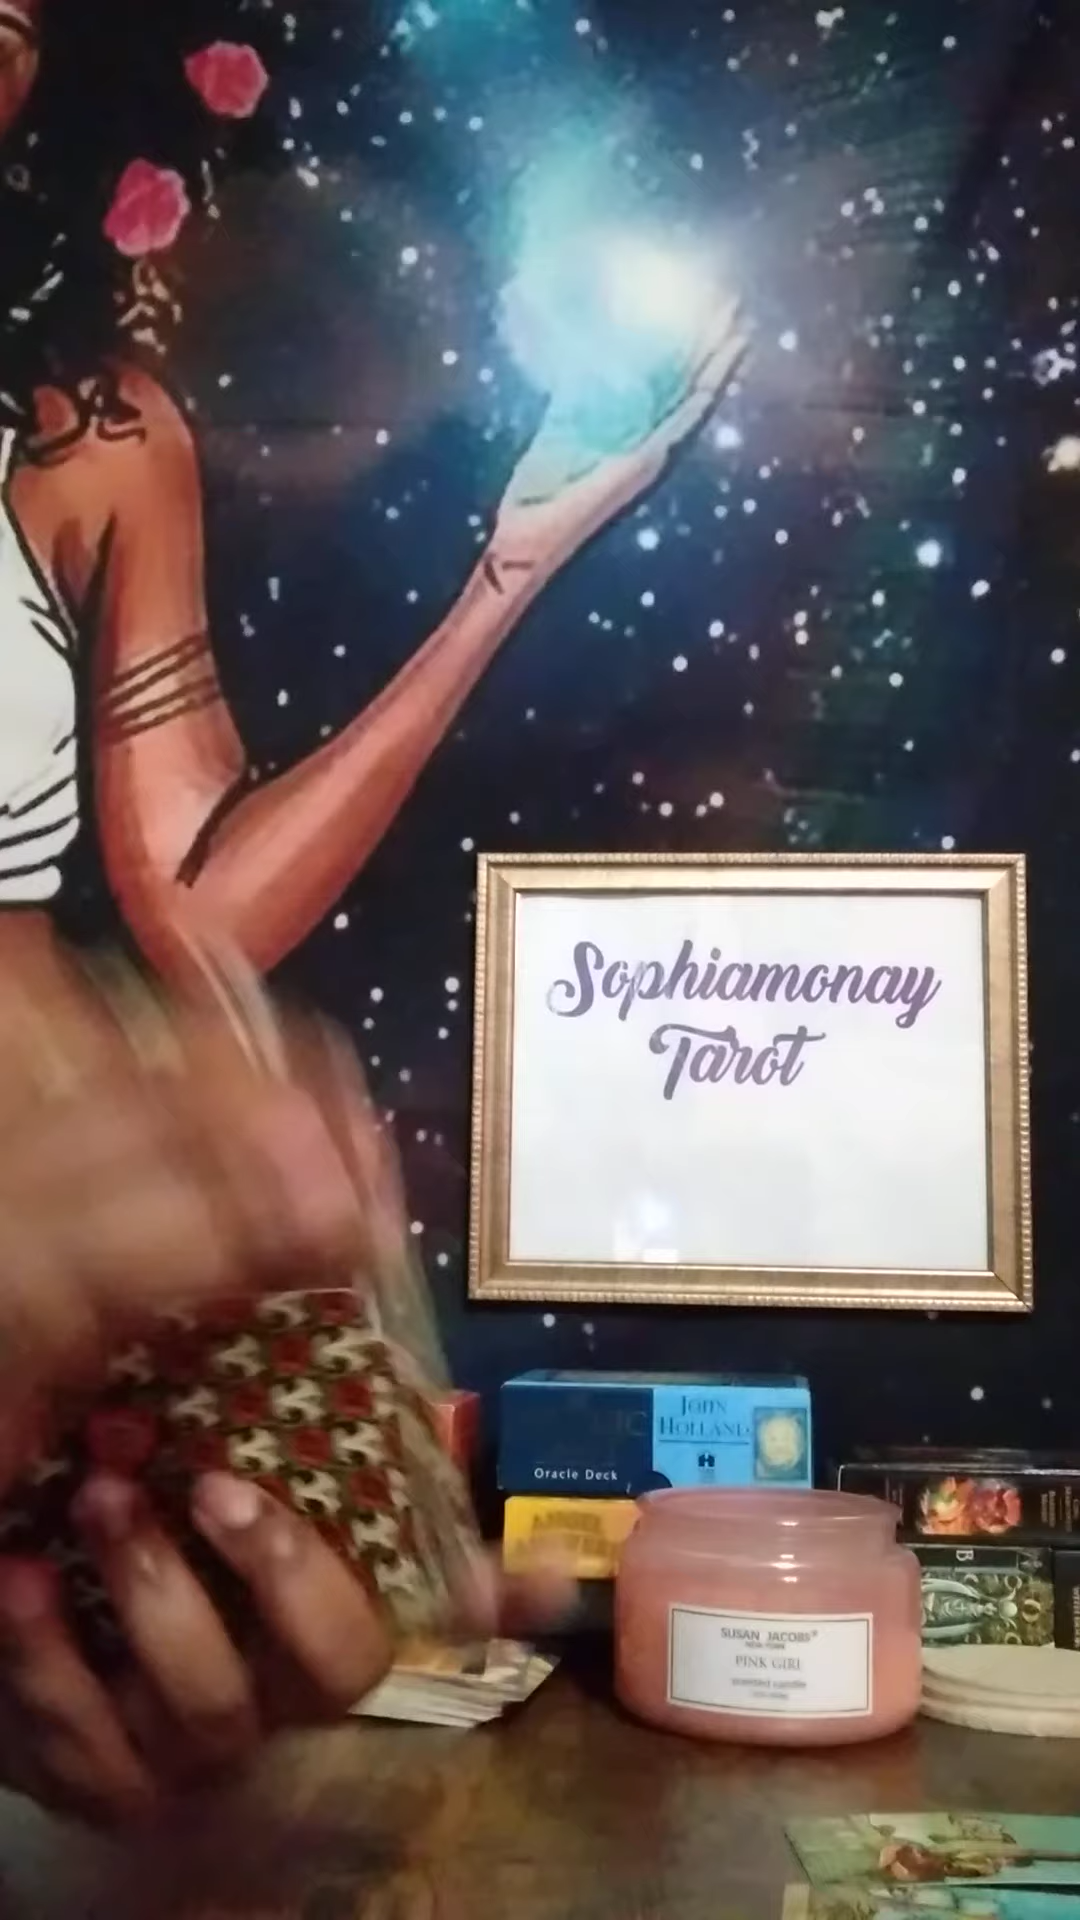 Sophiamonay
Tarot
JOHN
HOLLAND
Oracle Deck
SUSAN JACOBS®
NEW YORK
PINK GIRL
scented candle